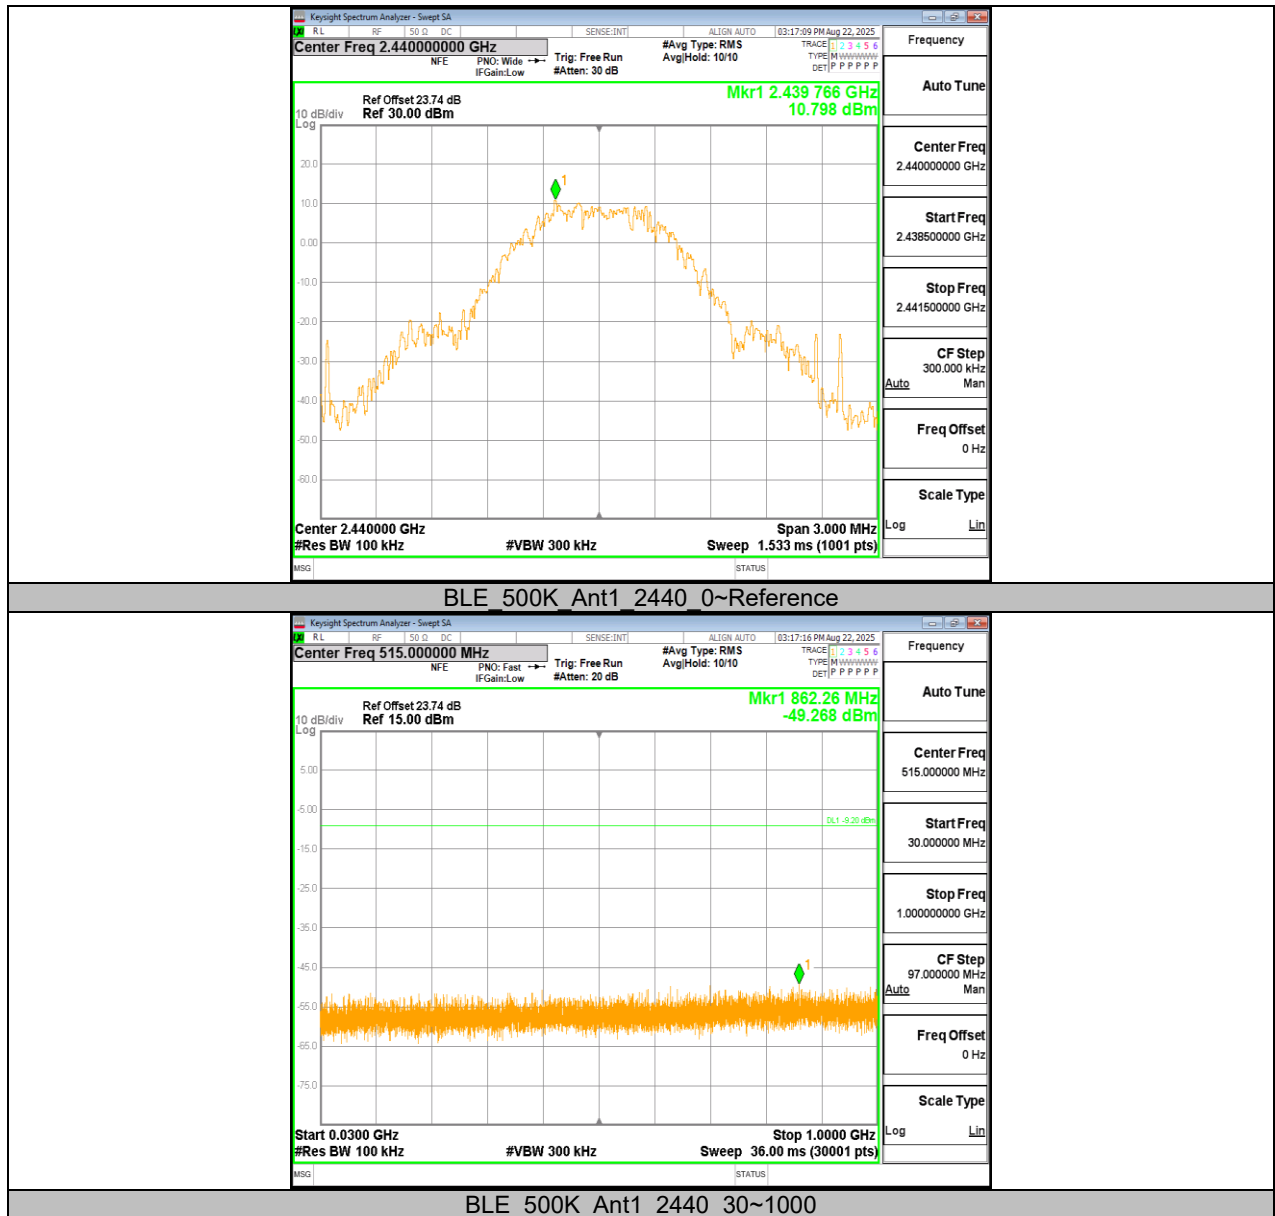 Keysight Spectrum Analyzer - Swept SA
LXI RL RF 50 Ω DC SENSE:INT ALIGN AUTO 03:17:09 PM Aug 22, 2025
Center Freq 2.440000000 GHz
NFE PNO: Wide Trig: Free Run #Avg Type: RMS TRACE 1 2 3 4 5 6
IFGain:Low #Atten: 30 dB Avg|Hold: 10/10 TYPE M WWWWW
DET P P P P P P
Mkr1 2.439 766 GHz
10.798 dBm
Ref Offset 23.74 dB
10 dB/div Ref 30.00 dBm
Log
20.0
10.0
0.00
-10.0
-20.0
-30.0
-40.0
-50.0
-60.0
1
Center 2.440000 GHz Span 3.000 MHz
#Res BW 100 kHz #VBW 300 kHz Sweep 1.533 ms (1001 pts)
MSG STATUS
Frequency
Auto Tune
Center Freq
2.440000000 GHz
Start Freq
2.438500000 GHz
Stop Freq
2.441500000 GHz
CF Step
300.000 kHz
Auto Man
Freq Offset
0 Hz
Scale Type
Log Lin
BLE_500K_Ant1_2440_0~Reference
Keysight Spectrum Analyzer - Swept SA
LXI RL RF 50 Ω DC SENSE:INT ALIGN AUTO 03:17:16 PM Aug 22, 2025
Center Freq 515.000000 MHz
NFE PNO: Fast Trig: Free Run #Avg Type: RMS TRACE 1 2 3 4 5 6
IFGain:Low #Atten: 20 dB Avg|Hold: 10/10 TYPE M WWWWW
DET P P P P P P
Mkr1 862.26 MHz
-49.268 dBm
Ref Offset 23.74 dB
10 dB/div Ref 15.00 dBm
Log
5.00
-5.00
DL1 -9.20 dBm
-15.0
-25.0
-35.0
-45.0
-55.0
-65.0
-75.0
1
Start 0.0300 GHz Stop 1.0000 GHz
#Res BW 100 kHz #VBW 300 kHz Sweep 36.00 ms (30001 pts)
MSG STATUS
Frequency
Auto Tune
Center Freq
515.000000 MHz
Start Freq
30.000000 MHz
Stop Freq
1.000000000 GHz
CF Step
97.000000 MHz
Auto Man
Freq Offset
0 Hz
Scale Type
Log Lin
BLE_500K_Ant1_2440_30~1000